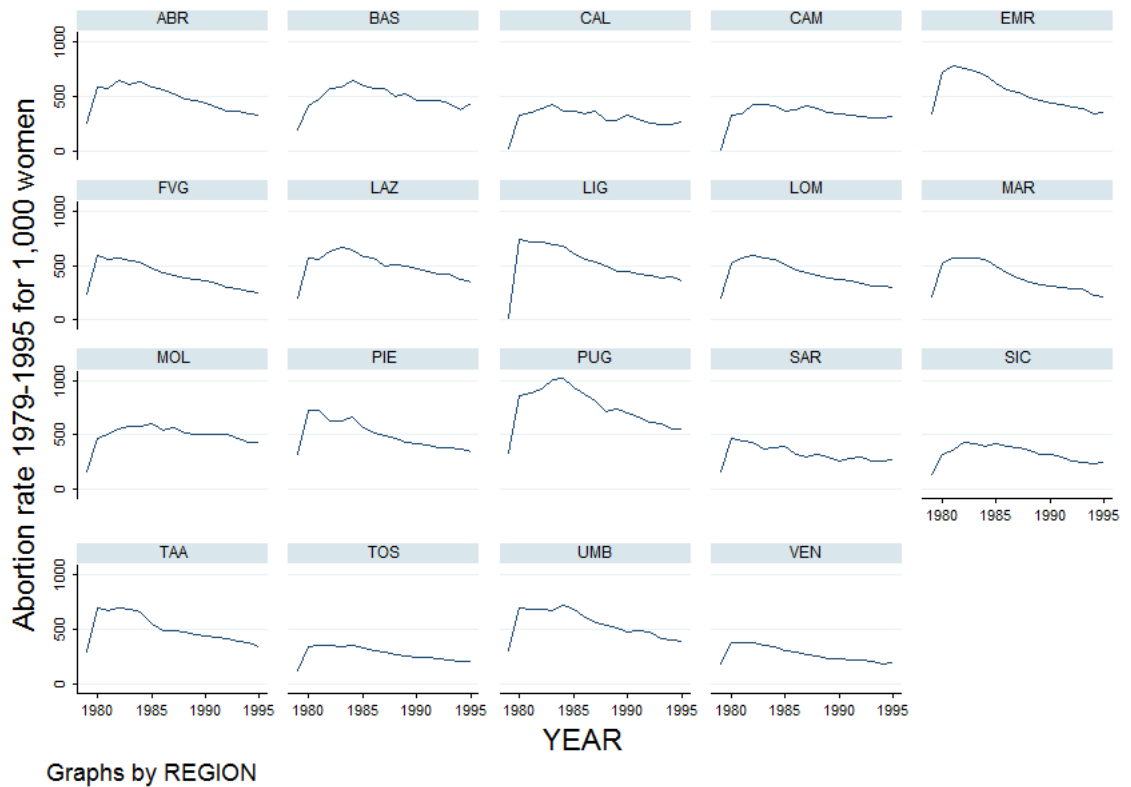 Abortion rate 1979-1995 for 1,000 women
ABR BAS CAL CAM EMR
1000
500
0
FVG LAZ LIG LOM MAR
1000
500
0
MOL PIE PUG SAR SIC
1000
500
0
1980 1985 1990 1995
TAA TOS UMB VEN
1000
500
0
1980 1985 1990 1995 1980 1985 1990 1995 1980 1985 1990 1995 1980 1985 1990 1995
YEAR
Graphs by REGION